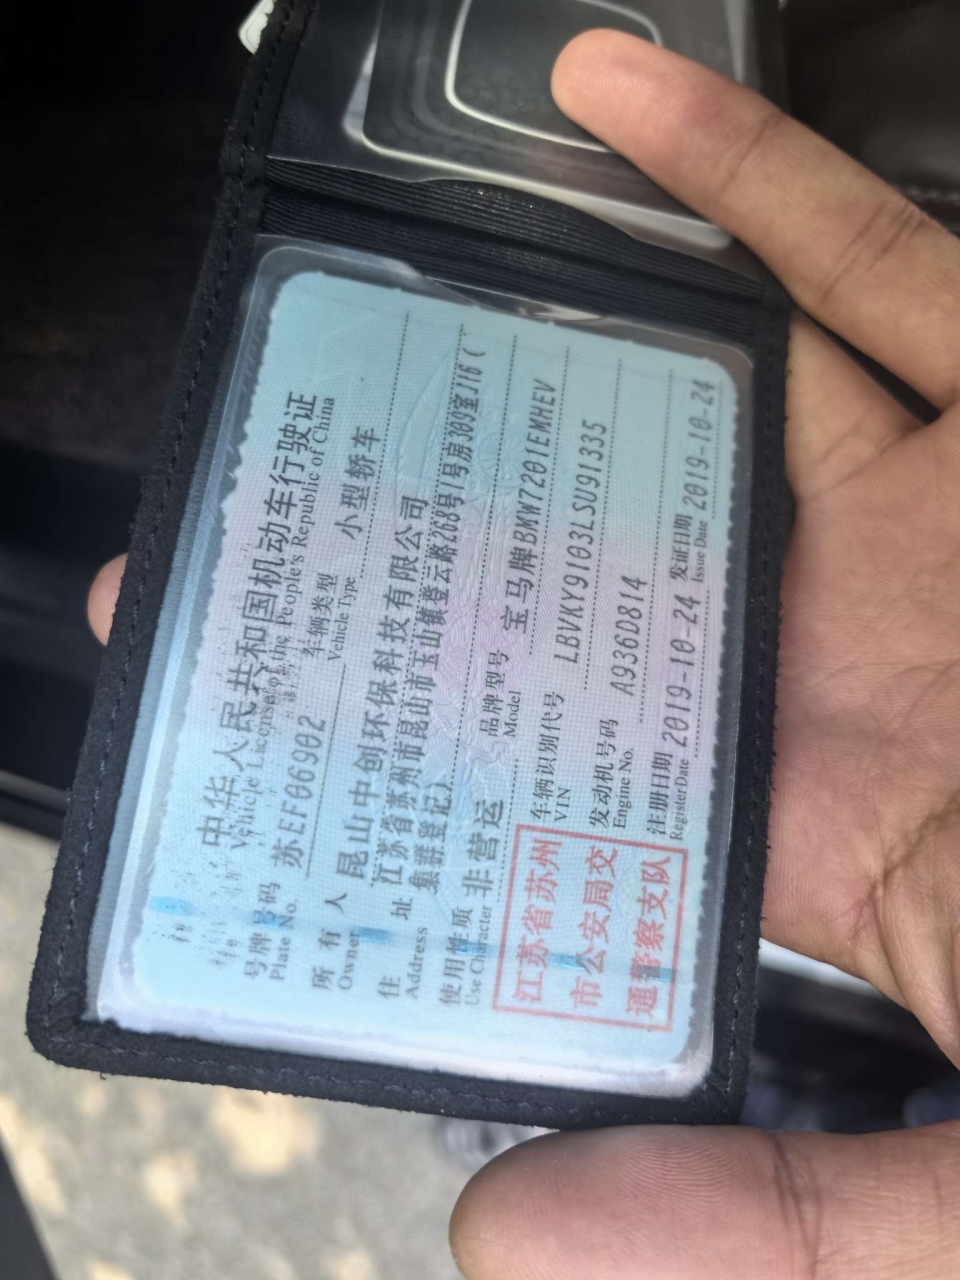 中华人民共和国机动车行驶证
Vehicle License of the People's Republic of China
号牌号码 苏EF06902 车辆类型 小型轿车
Plate No. Vehicle Type
所有人 昆山中创环保科技有限公司
Owner
住址 江苏省苏州市昆山市玉山镇登云路268号1号房309室J16(
Address 集群登记)
使用性质 非营运 品牌型号 宝马牌BMW7201EMHEV
Use Character Model
车辆识别代号 LBVKY9103LSU91335
VIN
发动机号码 A936D814
Engine No.
注册日期 2019-10-24 发证日期 2019-10-24
Register Date Issue Date
江苏省苏州
市公安局交
通警察支队